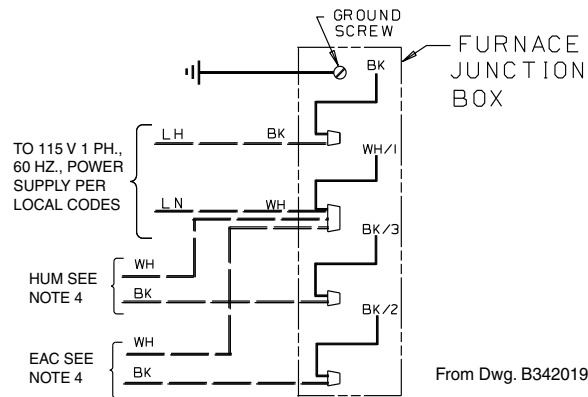 GROUND
SCREW
FURNACE
JUNCTION
BOX
BK
TO 115 V 1 PH.,
60 HZ., POWER
SUPPLY PER
LOCAL CODES
LH
BK
WH/1
LN
WH
BK/3
HUM SEE
NOTE 4
WH
BK
BK/2
EAC SEE
NOTE 4
WH
BK
From Dwg. B342019